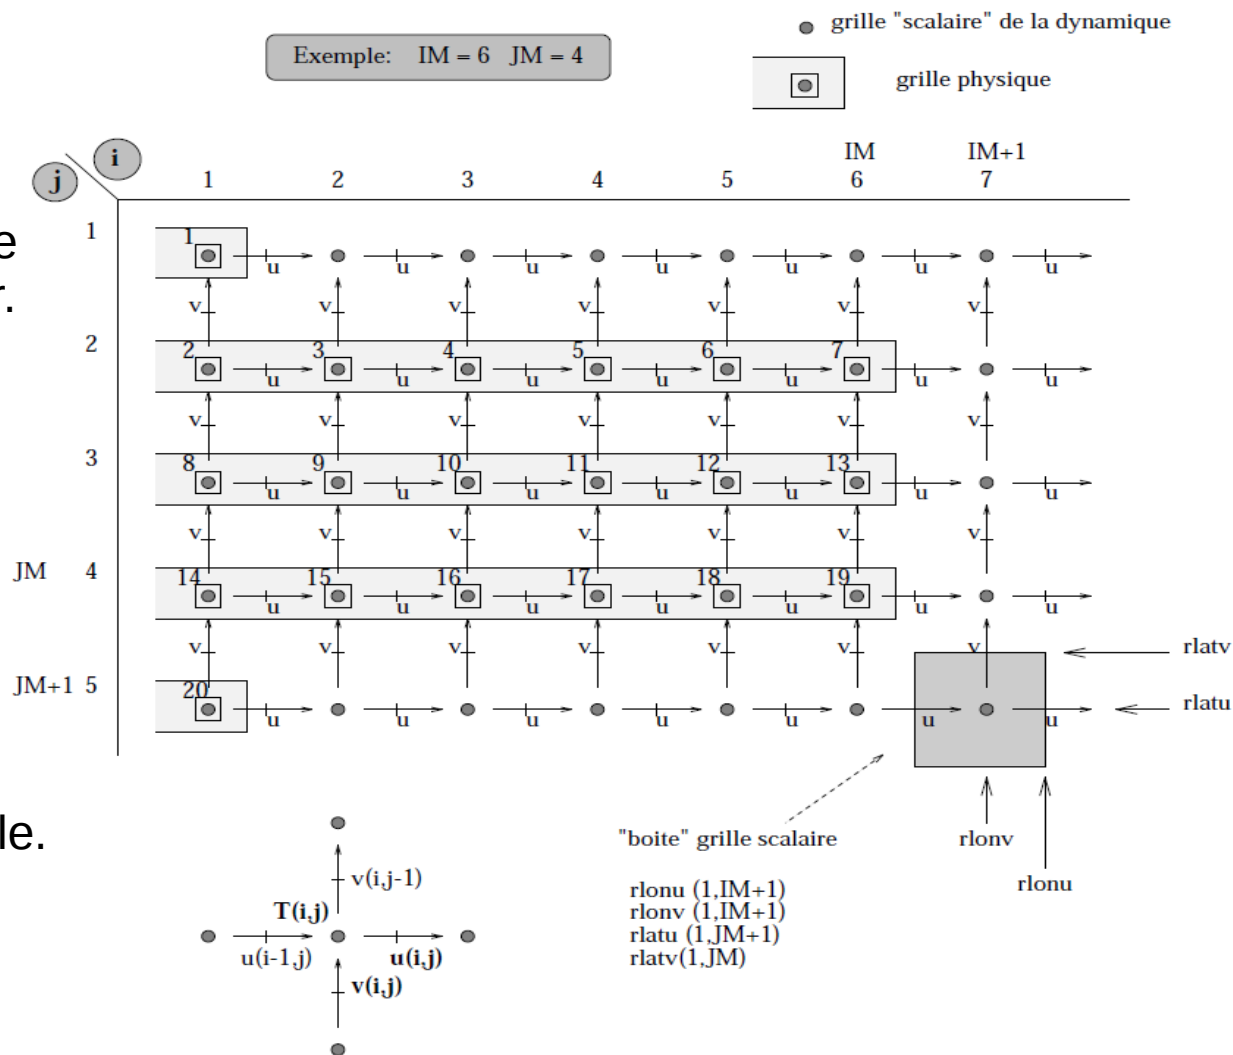 grille "scalaire" de la dynamique
Exemple: IM = 6 JM = 4
grille physique
IM IM+1
i
j 1 2 3 4 5 6 7
1 1
e
u u u u u u u
r.
v v v v v v v
2 2 3 4 5 6 7
u u u u u u u
v v v v v v v
3 8 9 10 11 12 13
u u u u u u u
v v v v v v v
JM 4 14 15 16 17 18 19
u u u u u u u
v v v v v v v rlatv
JM+1 5 20
rlatu
u u u u u u u
le.
"boite" grille scalaire rlonv
v(i,j-1) rlonu
rlonu (1,IM+1)
T(i,j) rlonv (1,IM+1)
rlatu (1,JM+1)
u(i-1,j) u(i,j) rlatv(1,JM)
v(i,j)